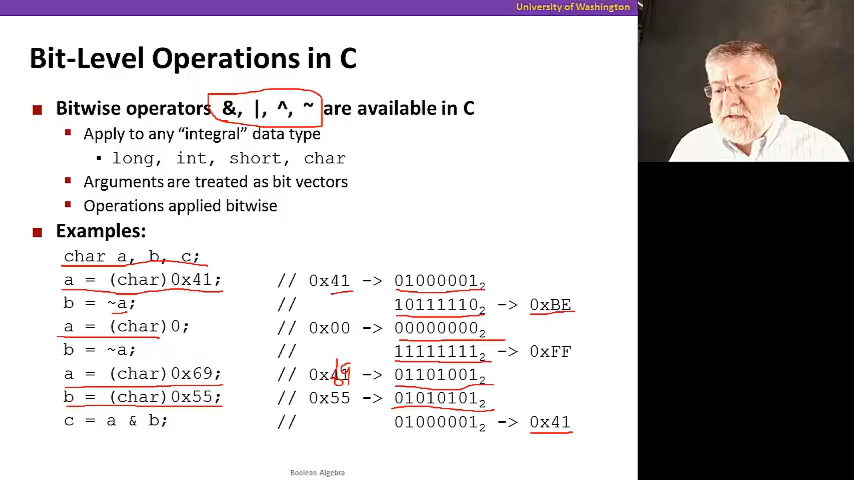 University of Washington
Bit-Level Operations in C
■ Bitwise operators &, |, ^, ~ are available in C
▪ Apply to any “integral” data type
▪ long, int, short, char
▪ Arguments are treated as bit vectors
▪ Operations applied bitwise
■ Examples:
char a, b, c;
a = (char)0x41; // 0x41 -> 01000001₂
b = ~a; // 10111110₂ -> 0xBE
a = (char)0; // 0x00 -> 00000000₂
b = ~a; // 11111111₂ -> 0xFF
a = (char)0x69; // 0x41 -> 01101001₂
b = (char)0x55; // 0x55 -> 01010101₂
c = a & b; // 01000001₂ -> 0x41
Boolean Algebra